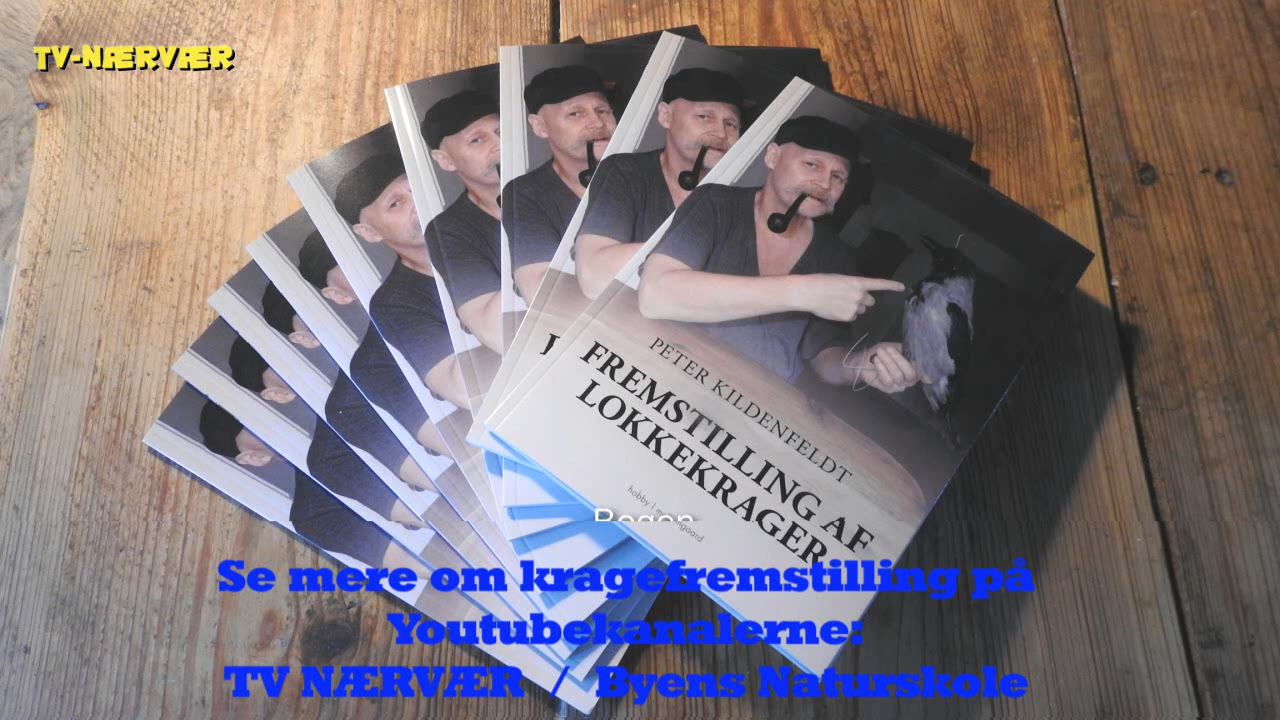 TV-NÆRVÆR
PETER KILDENFELDT
FREMSTILLING AF
LOKKEKRAGER
Se mere om kragefremstilling på
Youtubekanalerne:
TV NÆRVÆR / Byens Naturskole